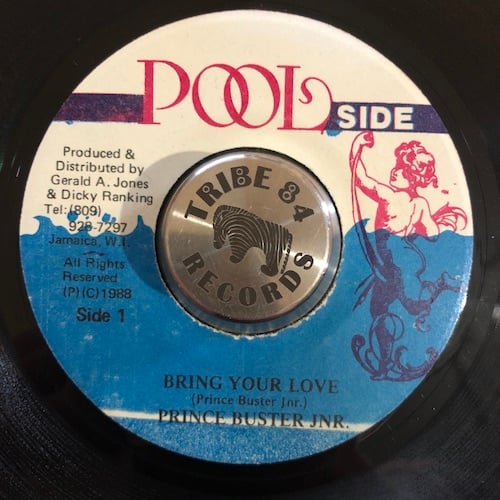 POOL
SIDE
Produced &
Distributed by
Gerald A. Jones
& Dicky Ranking
Tel:(809)
928-7297
Jamaica, W.I.
All Rights
Reserved
(P)(C)1988
Side 1
TRIBE 84
RECORDS
BRING YOUR LOVE
(Prince Buster Jnr.)
PRINCE BUSTER JNR.